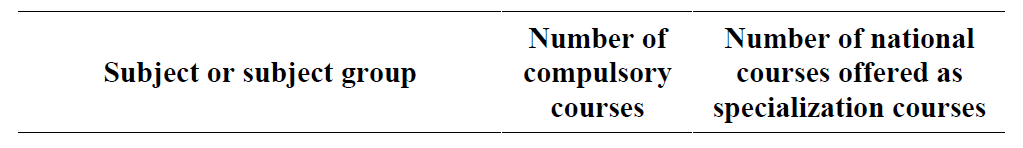 Subject or subject group
Number of
compulsory
courses
Number of national
courses offered as
specialization courses